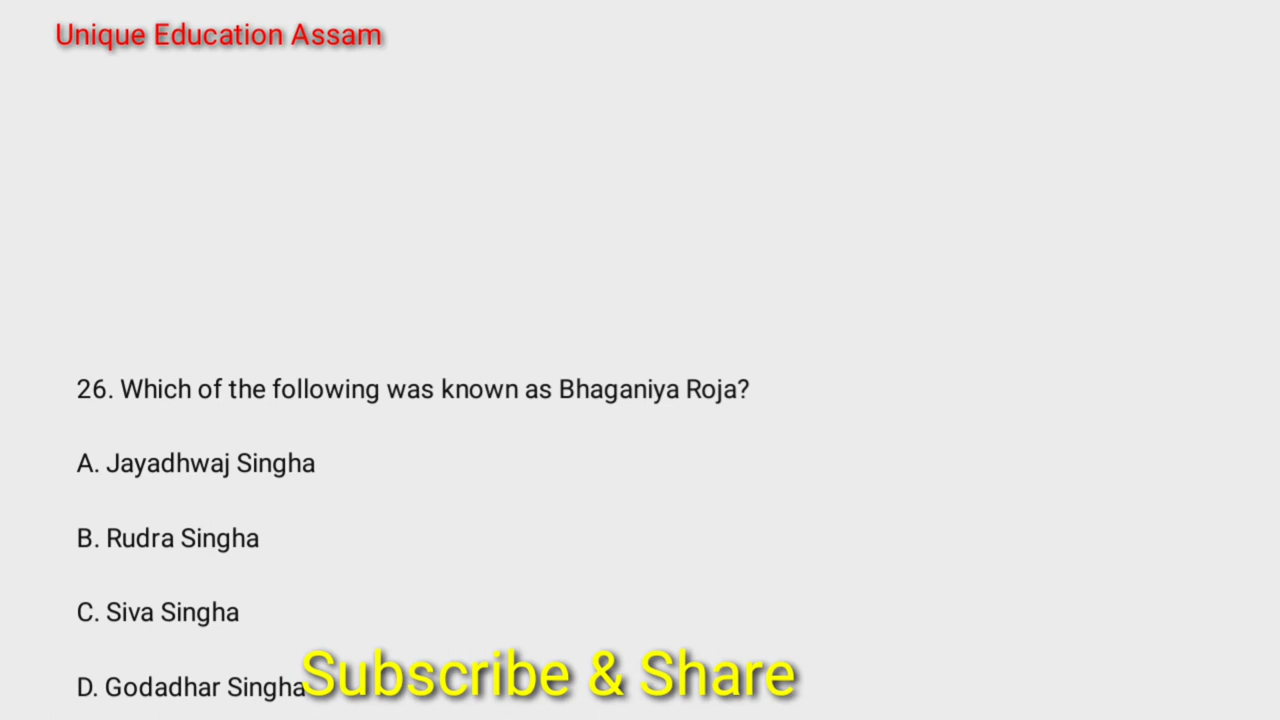 Unique Education Assam
26. Which of the following was known as Bhaganiya Roja?
A. Jayadhwaj Singha
B. Rudra Singha
C. Siva Singha
D. Godadhar Singha
Subscribe & Share